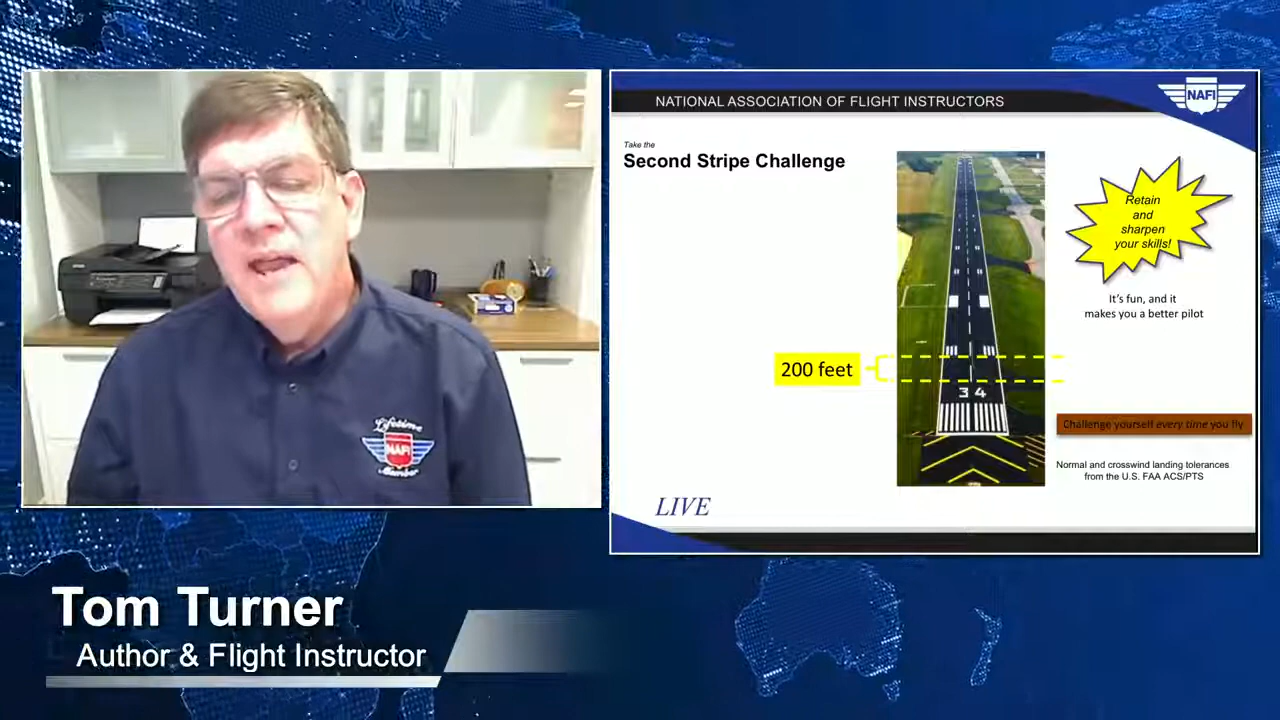 NATIONAL ASSOCIATION OF FLIGHT INSTRUCTORS
NAFI
Take the
Second Stripe Challenge
Retain
and
sharpen
your skills!
It's fun, and it
makes you a better pilot
200 feet
3 4
Challenge yourself every time you fly
Normal and crosswind landing tolerances
from the U.S. FAA ACS/PTS
LIVE
Lifetime
NAFI
Member
Tom Turner
Author & Flight Instructor